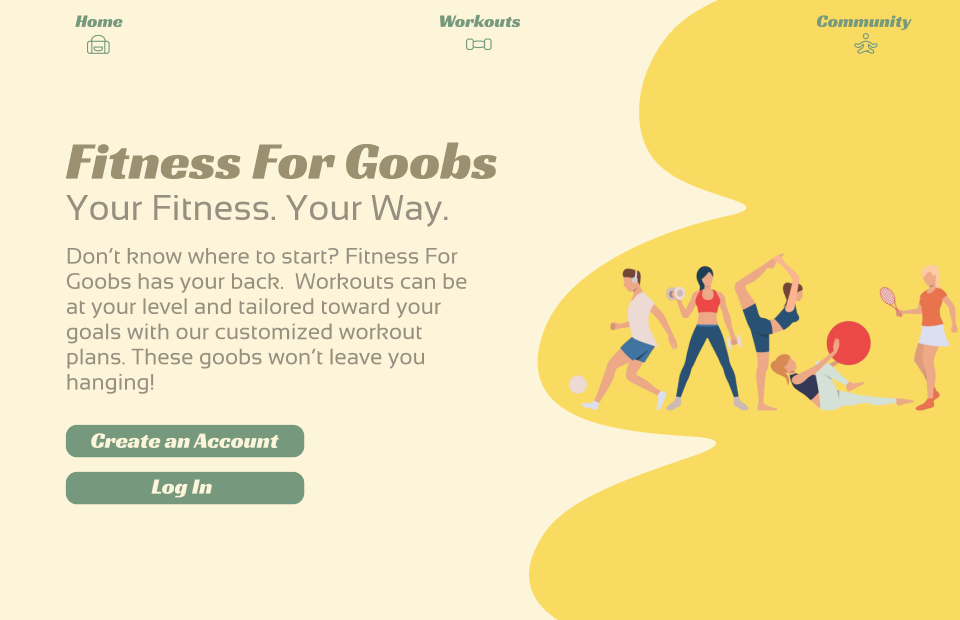 Home
Workouts
Community
Fitness For Goobs
Your Fitness. Your Way.
Don't know where to start? Fitness For
Goobs has your back.  Workouts can be
at your level and tailored toward your
goals with our customized workout
plans. These goobs won't leave you
hanging!
Create an Account
Log In